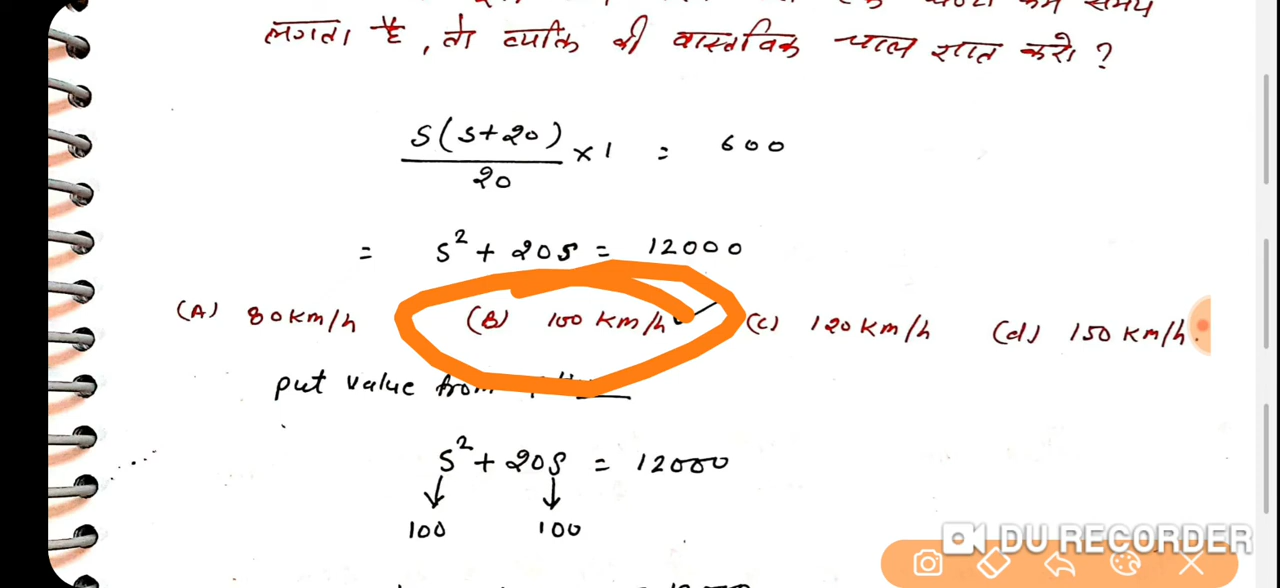 लगता है, तो व्यक्ति की वास्तविक चाल ज्ञात करो?
S(S+20)
× 1 = 600
20
= S² + 20S = 12000
(A) 80km/h (B) 100 km/h (C) 120 km/h (d) 150 km/h.
put value from
S² + 20S = 12000
100 100
DU RECORDER